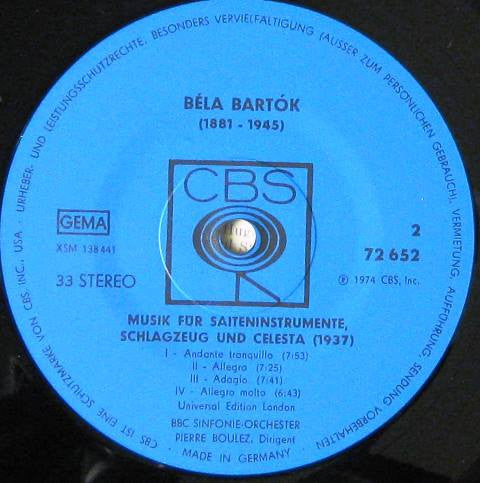 URHEBER- UND LEISTUNGSSCHUTZRECHTE, BESONDERS VERVIELFÄLTIGUNG (AUSSER ZUM PERSÖNLICHEN GEBRAUCH), VERMIETUNG, AUFFÜHRUNG, SENDUNG VORBEHALTEN
BÉLA BARTÓK
(1881 - 1945)
CBS
GEMA
XSM 138441
33 STEREO
2
72 652
℗ 1974 CBS, Inc.
MUSIK FÜR SAITENINSTRUMENTE,
SCHLAGZEUG UND CELESTA (1937)
I - Andante tranquillo (7:53)
II - Allegro (7:25)
III - Adagio (7:41)
IV - Allegro molto (6:43)
Universal Edition London
BBC SINFONIE-ORCHESTER
PIERRE BOULEZ, Dirigent
· MADE IN GERMANY ·
CBS IST EINE SCHUTZMARKE VON CBS, INC., USA ·